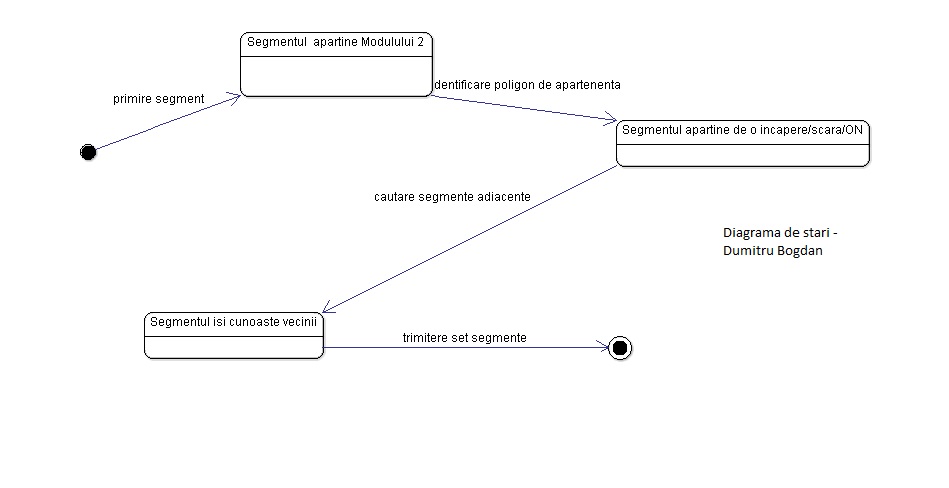 Segmentul apartine Modulului 2
dentificare poligon de apartenenta
primire segment
Segmentul apartine de o incapere/scara/ON
cautare segmente adiacente
Diagrama de stari -
Dumitru Bogdan
Segmentul isi cunoaste vecinii
trimitere set segmente